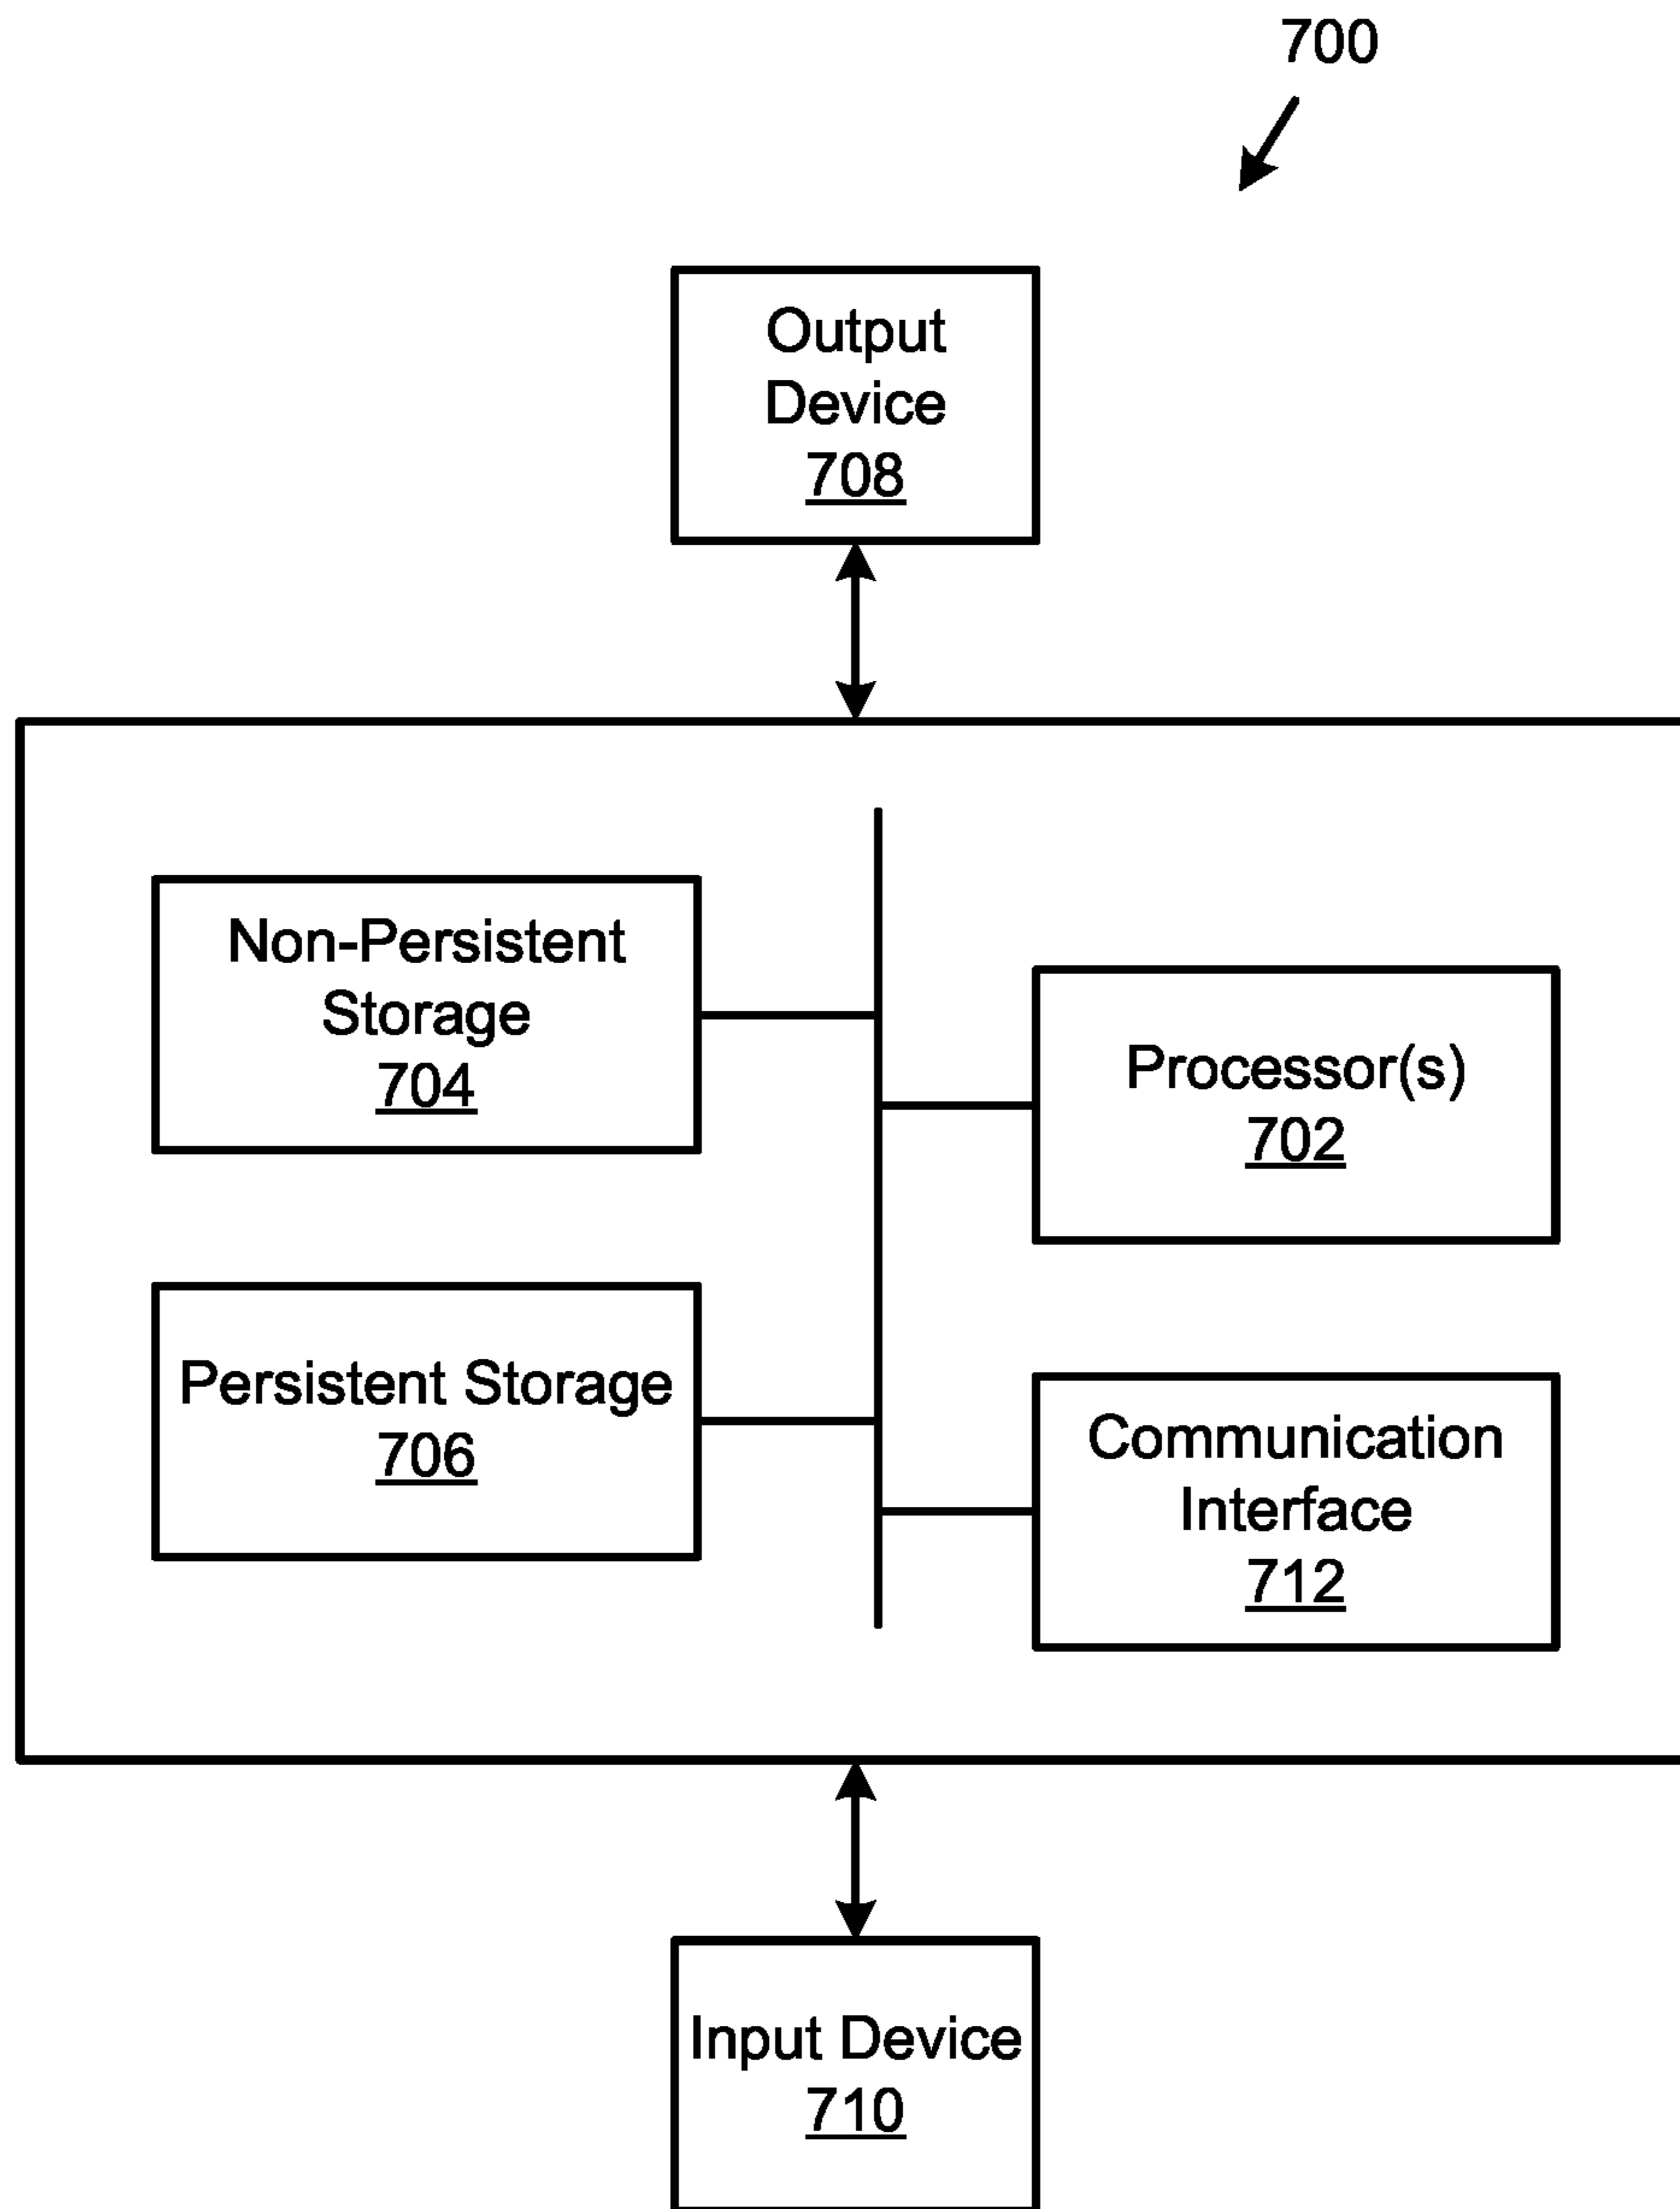 700
Output
Device
708
Non-Persistent
Storage
704
Processor(s)
702
Persistent Storage
706
Communication
Interface
712
Input Device
710